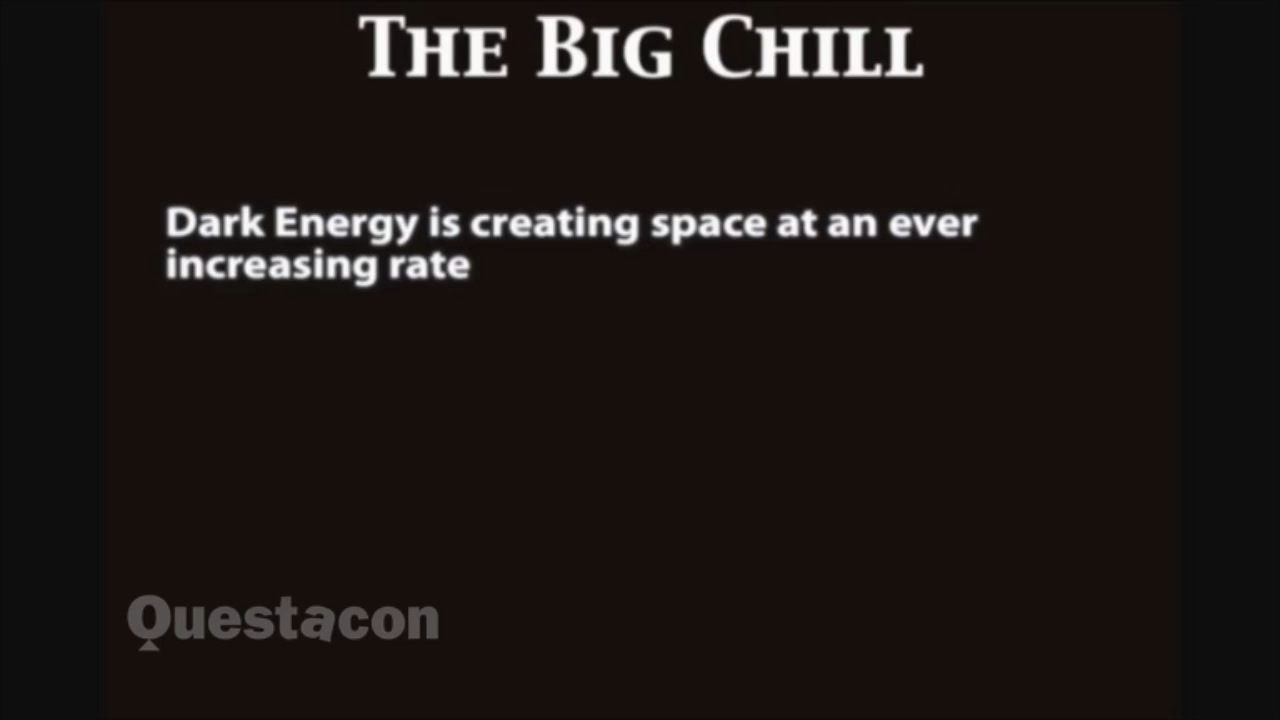 THE BIG CHILL
Dark Energy is creating space at an ever
increasing rate
Questacon